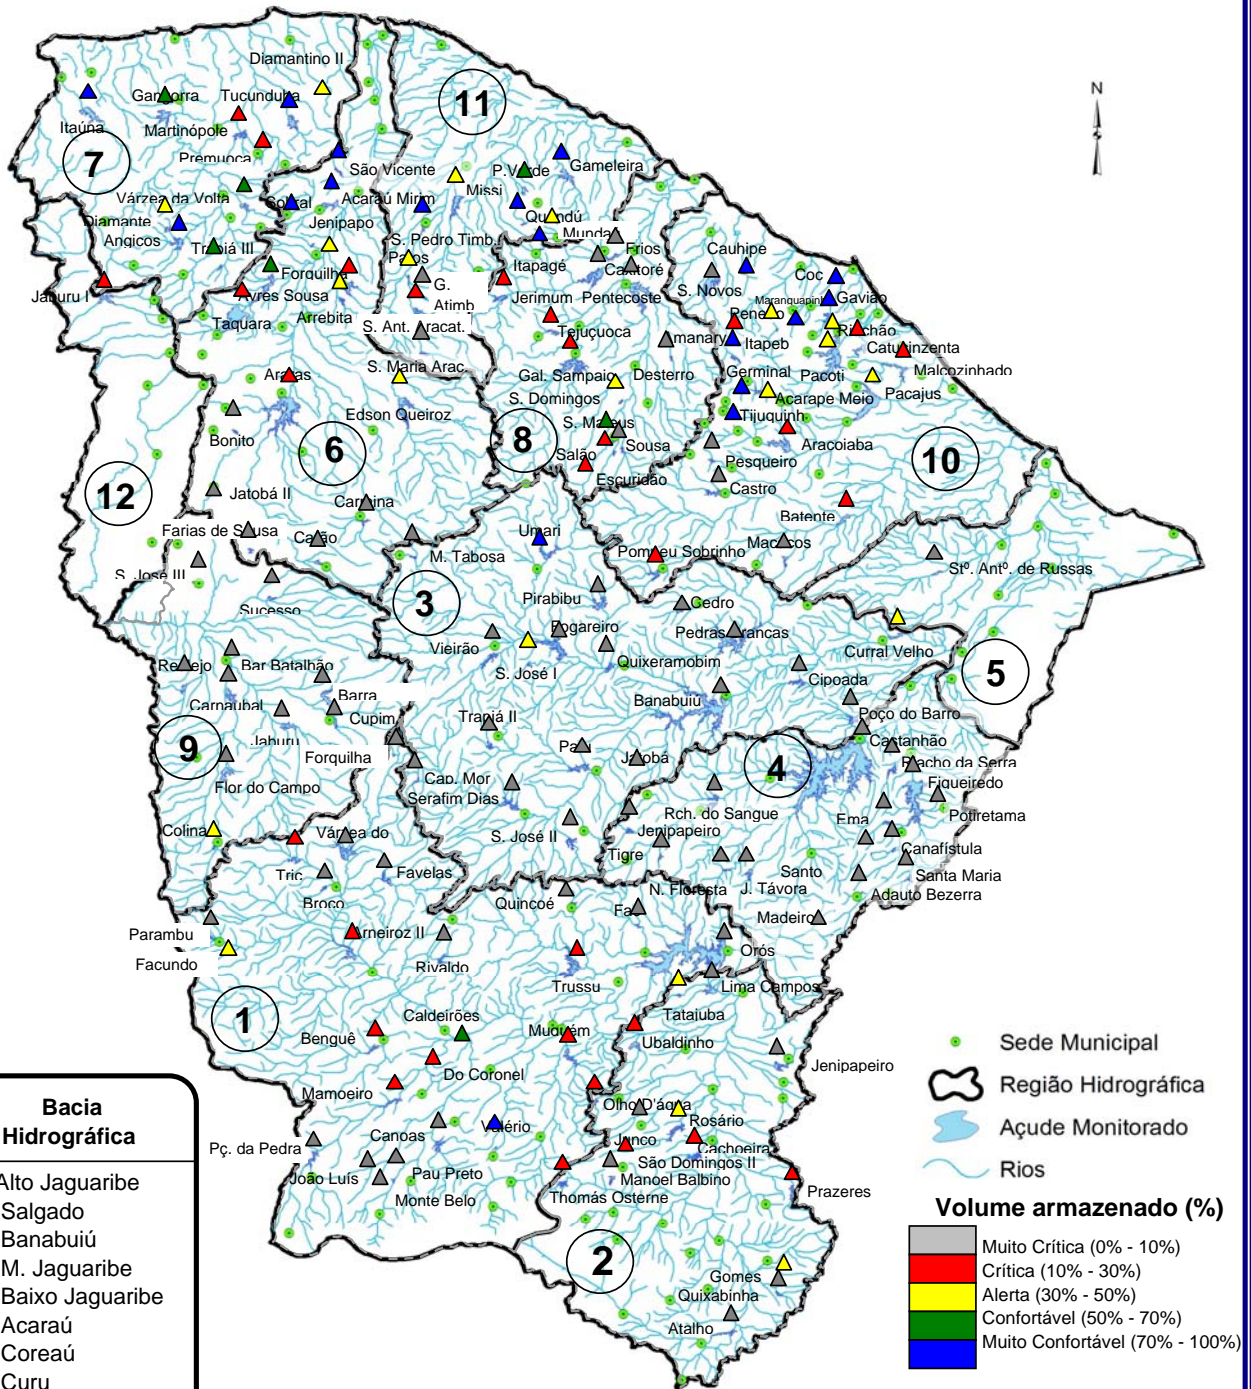 Diamantino II
N
11
Gangorra
Tucunduba
Itaúna
Martinópole
7
Premuoca
P.Verde
Gameleira
São Vicente
Missi
Várzea da Volta
Sobral
Acaraú Mirim
Diamante
Jenipapo
Quandú
Angicos
Trapiá III
S. Pedro Timb.
Mundaú
Patos
Frios
Cauhipe
Forquilha
Itapagé
Caxitoré
Coc
Jaburu I
Ayres Sousa
G.
Jerimum
Pentecoste
S. Novos
Maranguapinh
Gavião
Atimb
Penedo
Taquara
Arrebita
S. Ant. Aracat.
Tejuçuoca
Amanary
Itapeb
Riachão
Catucinzenta
S. Maria Arac.
Malcozinhado
Araras
Gal. Sampaio
Desterro
Germinal
Pacoti
S. Domingos
Acarape Meio
Pacajus
Edson Queiroz
S. Mateus
Tijuquinh
Bonito
6
8
Sousa
Aracoiaba
Salão
Pesqueiro
10
Escuridão
Castro
12
Jatobá II
Carmina
Batente
Farias de Sousa
Carão
Umari
Macacos
M. Tabosa
Pompeu Sobrinho
S. José III
Stº. Antº. de Russas
Sucesso
3
Pirabibu
Cedro
Fogareiro
Pedras Brancas
Vieirão
Curral Velho
Quixeramobim
5
Bar Batalhão
S. José I
Cipoada
Barra
Banabuiú
Carnaubal
Cupim
Trapiá II
Poço do Barro
9
Jaburu
Castanhão
Forquilha
Jatobá
4
Riacho da Serra
Cap. Mor
Figueiredo
Flor do Campo
Serafim Dias
Rch. do Sangue
Potiretama
Colina
Várzea do
S. José II
Jenipapeiro
Ema
Canafístula
Tigre
Tric
Favelas
Santo
Santa Maria
N. Floresta
J. Távora
Adauto Bezerra
Broco
Quincoé
Madeiro
Parambu
Arneiroz II
Orós
Facundo
Rivaldo
Trussu
Lima Campos
1
Caldeirões
Tatajuba
Benguê
Muquém
Ubaldinho
Jenipapeiro
Do Coronel
Mamoeiro
Olho D'água
Rosário
Canoas
Valério
Junco
Cachoeira
Pç. da Pedra
São Domingos II
João Luís
Pau Preto
Manoel Balbino
Monte Belo
Thomás Osterne
Prazeres
2
Gomes
Quixabinha
Atalho
Sede Municipal
Região Hidrográfica
Açude Monitorado
Rios
Volume armazenado (%)
Muito Crítica (0% - 10%)
Crítica (10% - 30%)
Alerta (30% - 50%)
Confortável (50% - 70%)
Muito Confortável (70% - 100%)
Bacia
Hidrográfica
Alto Jaguaribe
Salgado
Banabuiú
M. Jaguaribe
Baixo Jaguaribe
Acaraú
Coreaú
Curu